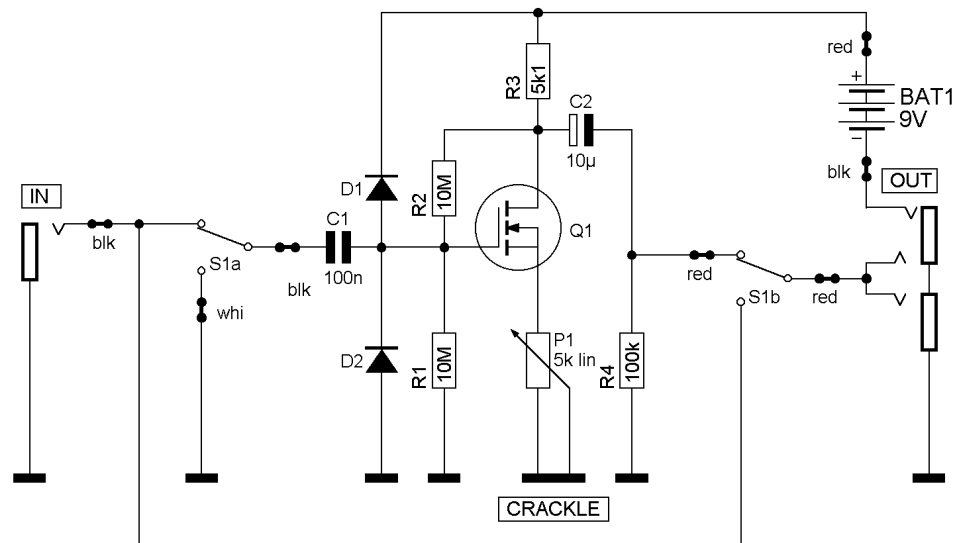 red
R3
5k1
+
BAT1
9V
−
C2
10µ
blk
OUT
IN
D1
R2
10M
C1
Q1
blk
S1a
100n
blk
red
S1b
red
whi
D2
R1
10M
P1
5k lin
R4
100k
CRACKLE